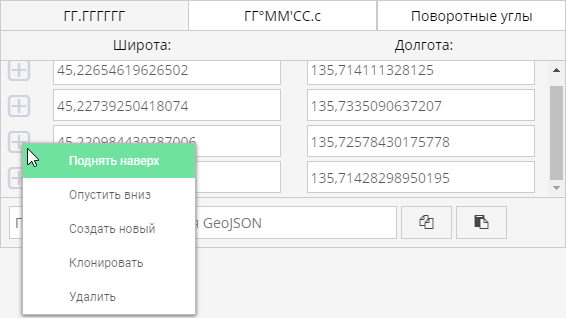 ГГ.ГГГГГГ ГГ°ММ'СС.с Поворотные углы
Широта: Долгота:
45,22654619626502 135,714111328125
45,22739250418074 135,7335090637207
45,220984430787006 135,72578430175778
135,71428298950195
Поднять наверх
GeoJSON
Опустить вниз
Создать новый
Клонировать
Удалить